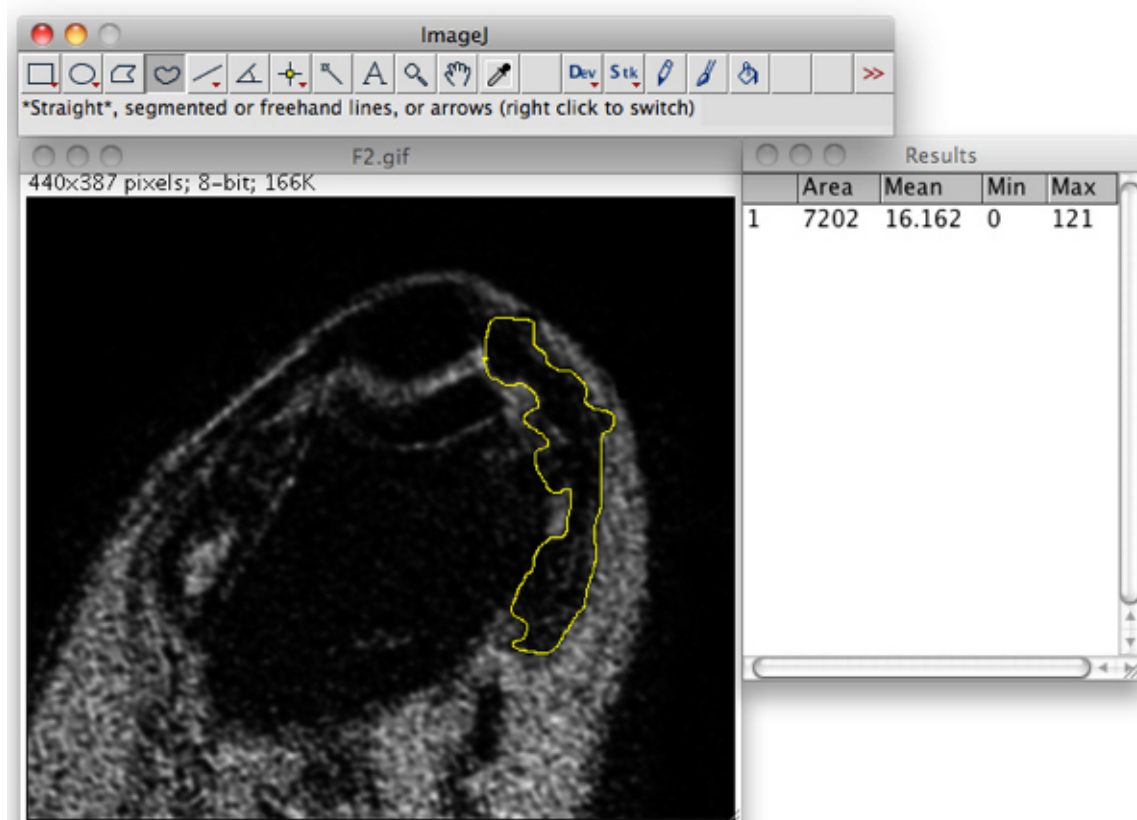 ImageJ
A Dev Stk >>
*Straight*, segmented or freehand lines, or arrows (right click to switch)
F2.gif
440x387 pixels; 8-bit; 166K
Results
Area Mean Min Max
1 7202 16.162 0 121